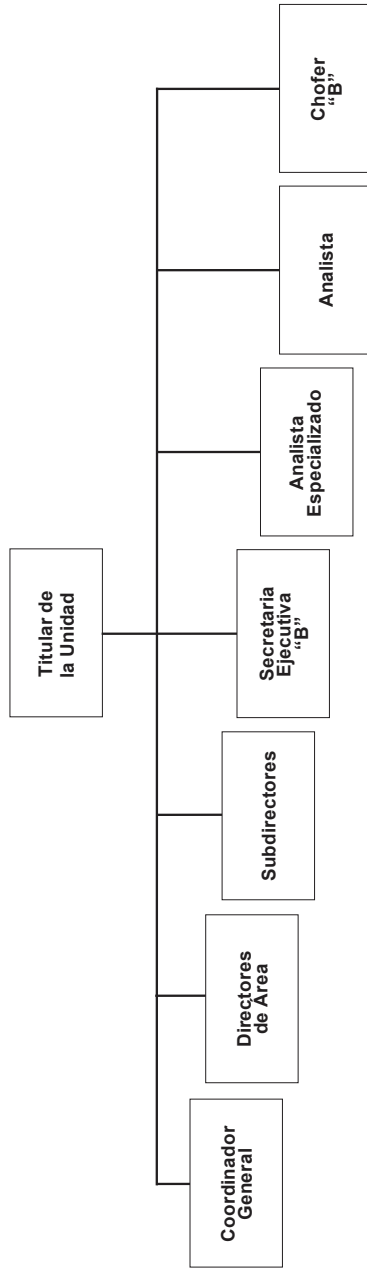 Titular de
la Unidad
Coordinador
General
Directores
de Área
Subdirectores
Secretaria
Ejecutiva
“B”
Analista
Especializado
Analista
Chofer
“B”